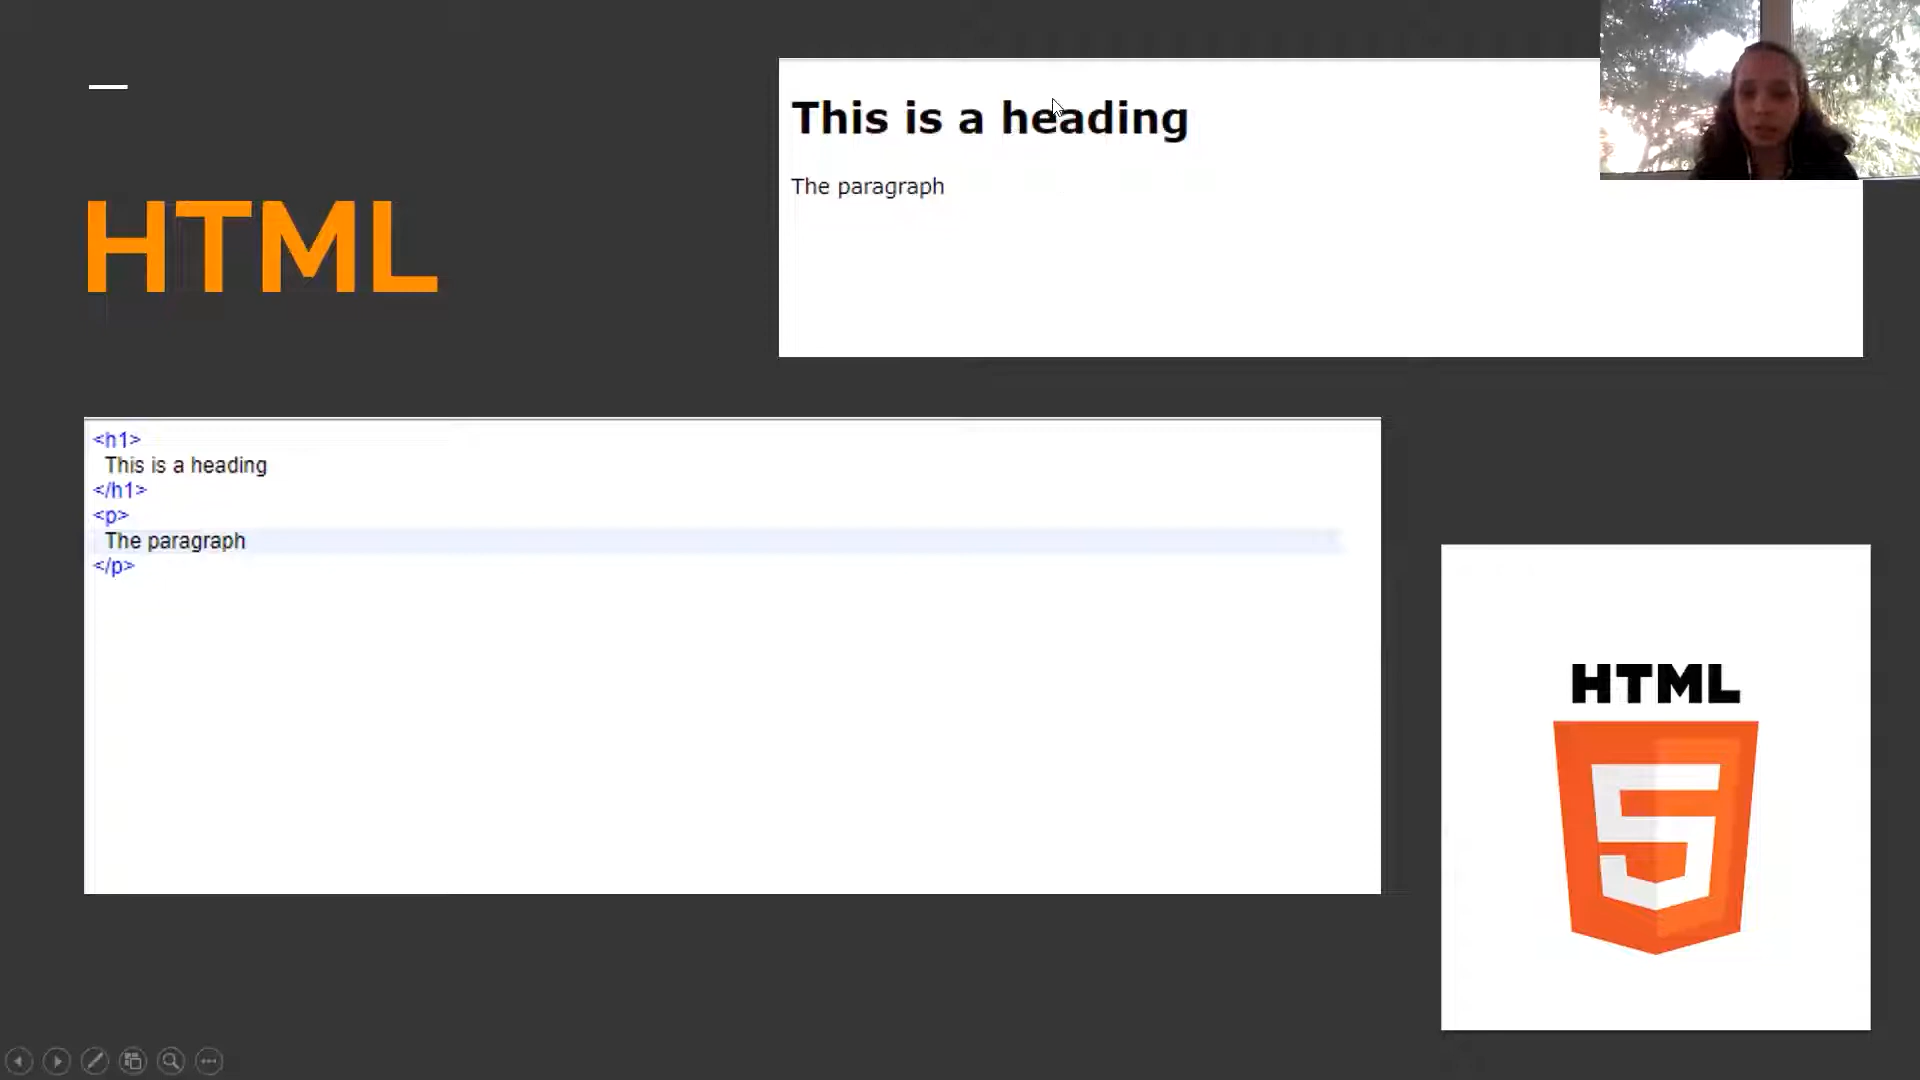 HTML
This is a heading
The paragraph
<h1>
This is a heading
</h1>
<p>
The paragraph
</p>
HTML
5